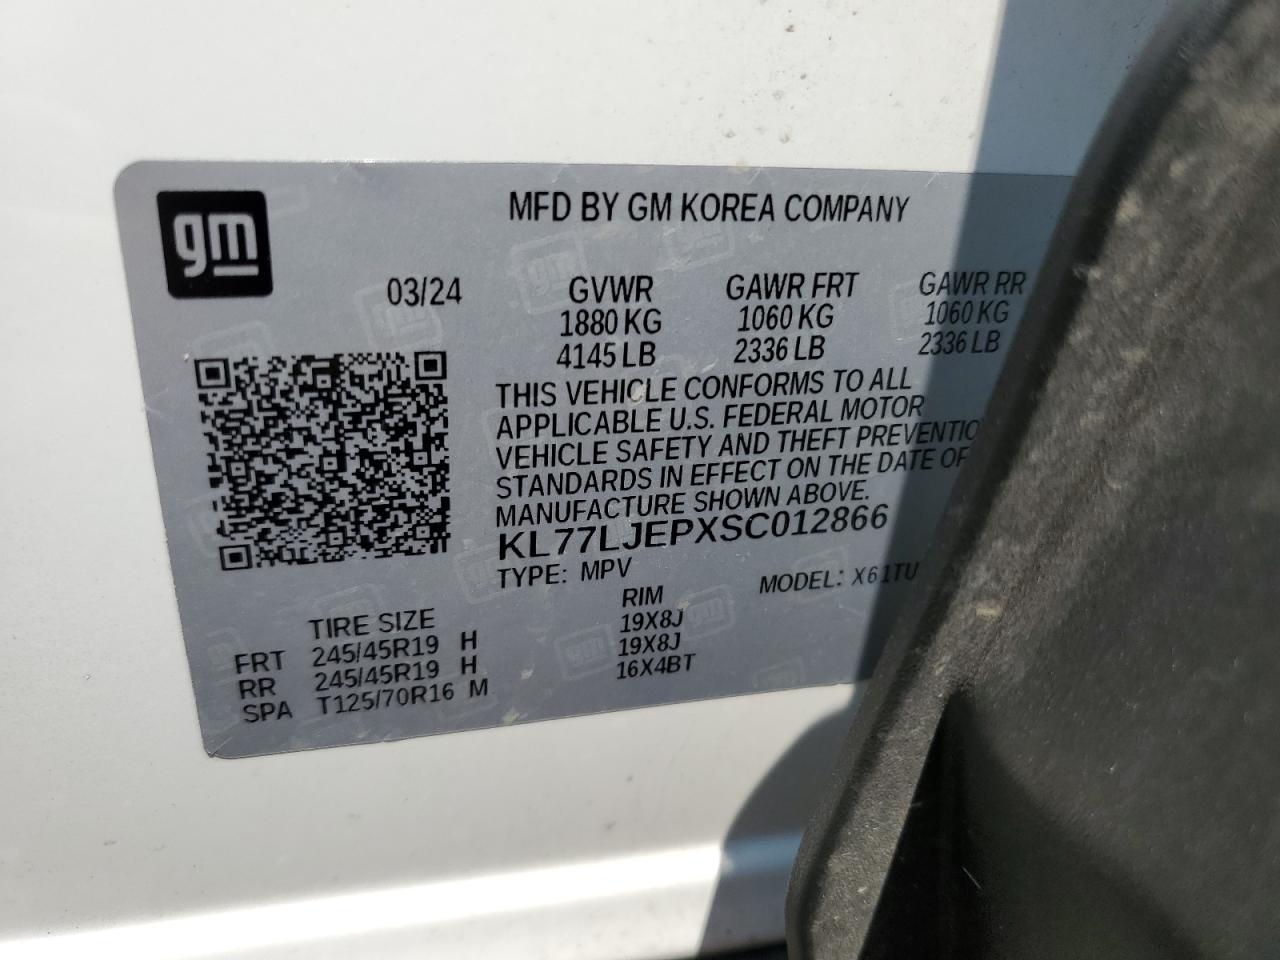 gm
MFD BY GM KOREA COMPANY
03/24
GVWR GAWR FRT GAWR RR
1880 KG 1060 KG 1060 KG
4145 LB 2336 LB 2336 LB
THIS VEHICLE CONFORMS TO ALL
APPLICABLE U.S. FEDERAL MOTOR
VEHICLE SAFETY AND THEFT PREVENTIO
STANDARDS IN EFFECT ON THE DATE OF
MANUFACTURE SHOWN ABOVE.
KL77LJEPXSC012866
TYPE: MPV MODEL: X61TU
TIRE SIZE RIM
FRT 245/45R19 H 19X8J
RR 245/45R19 H 19X8J
SPA T125/70R16 M 16X4BT